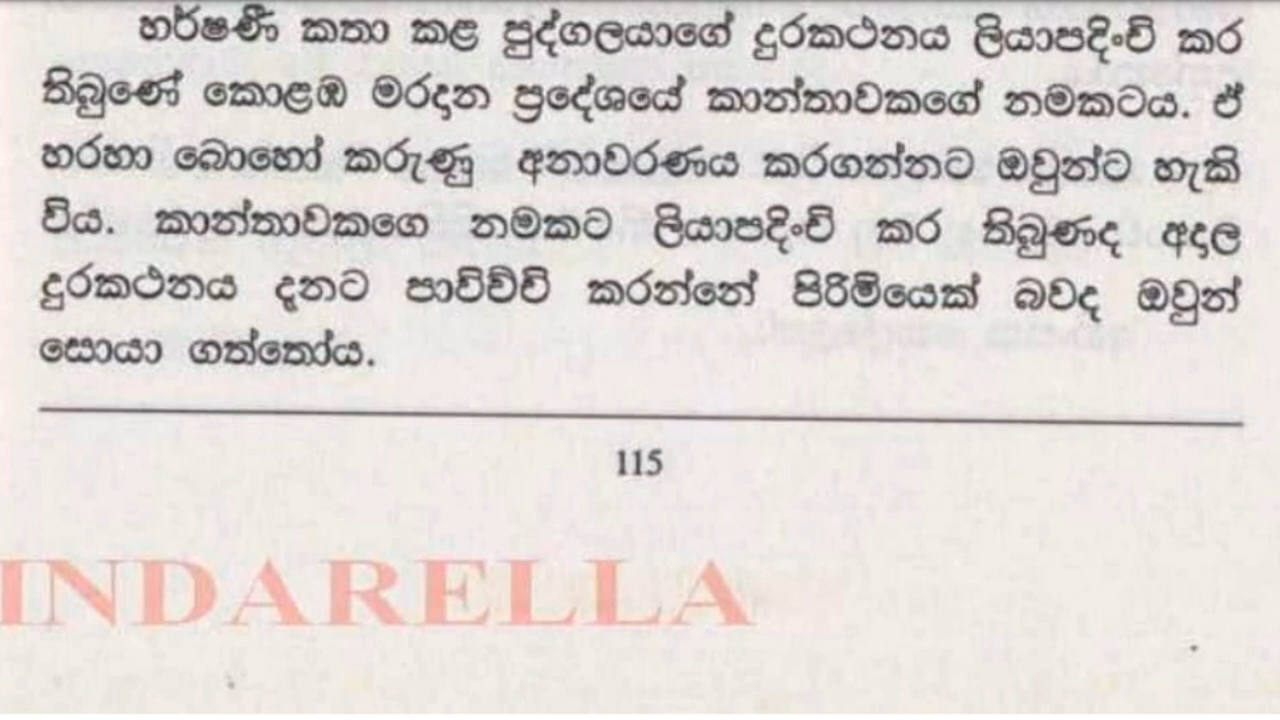 හර්ෂණී කතා කළ පුද්ගලයාගේ දුරකථනය ලියාපදිංචි කර
තිබුණේ කොළඹ මරදාන ප්‍රදේශයේ කාන්තාවකගේ නමකටය. ඒ
හරහා බොහෝ කරුණු අනාවරණය කරගන්නට ඔවුන්ට හැකි
විය. කාන්තාවකගෙ නමකට ලියාපදිංචි කර තිබුණද අදාල
දුරකථනය දැනට පාවිච්චි කරන්නේ පිරිමියෙක් බවද ඔවුන්
සොයා ගත්තෝය.
115
INDARELLA